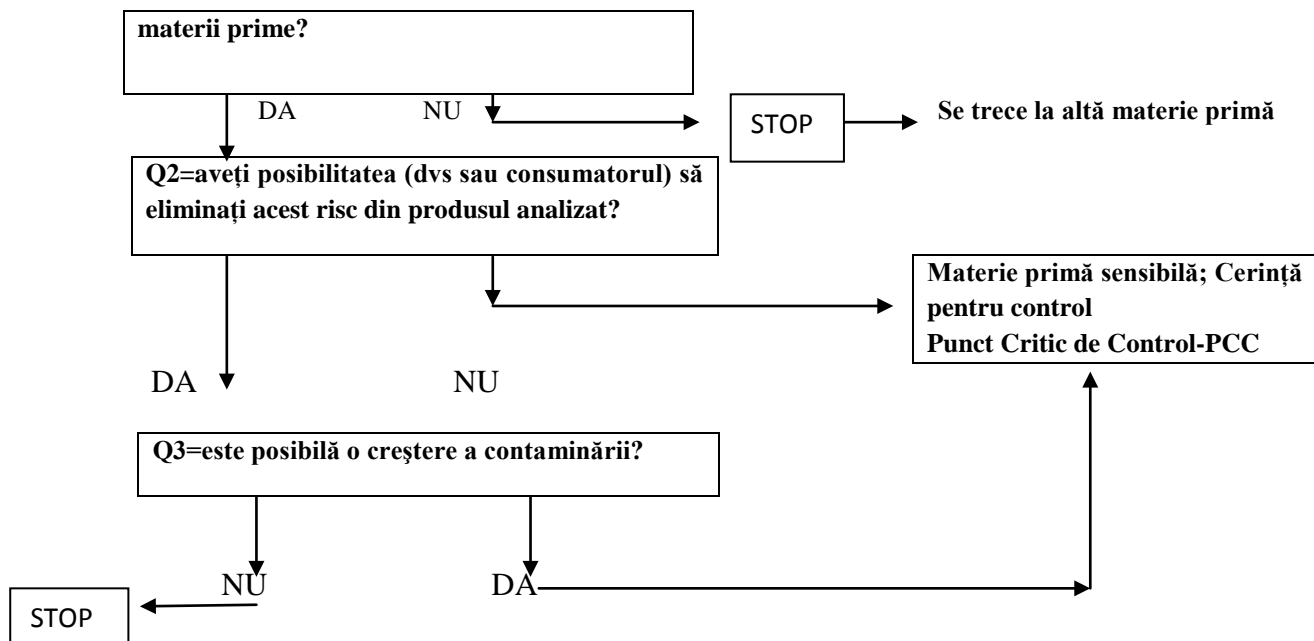 materii prime?
DA NU
STOP
Se trece la altă materie primă
Q2=aveți posibilitatea (dvs sau consumatorul) să
eliminați acest risc din produsul analizat?
Materie primă sensibilă; Cerință
pentru control
Punct Critic de Control-PCC
DA NU
Q3=este posibilă o creştere a contaminării?
NU DA
STOP